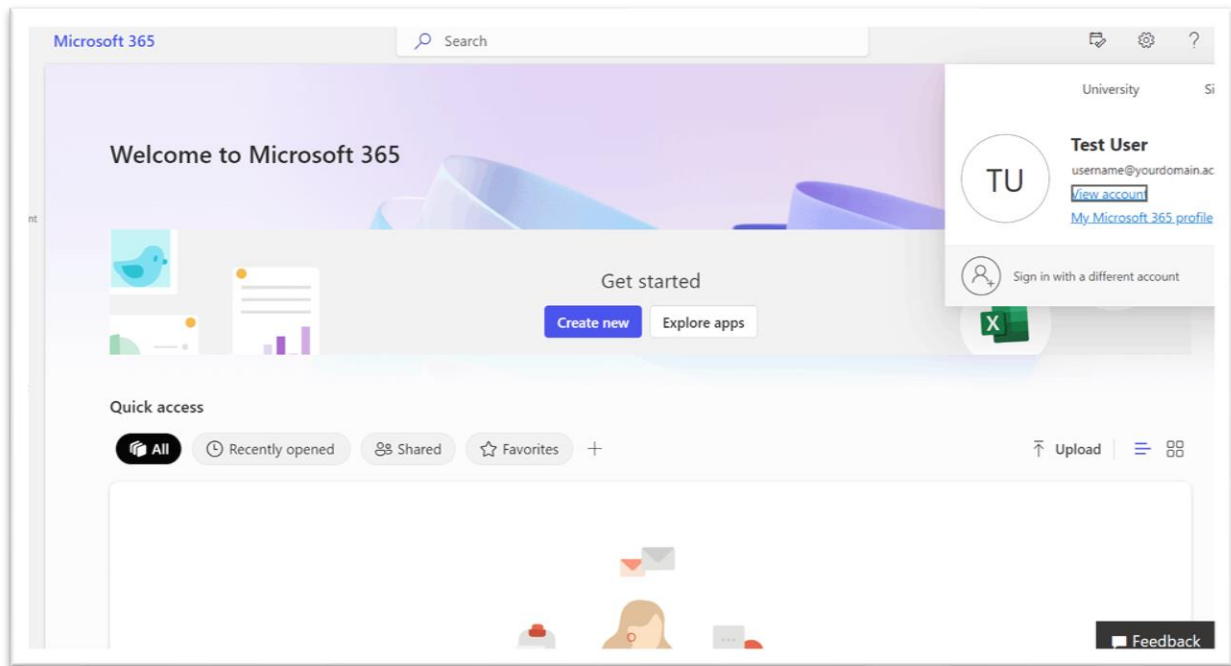 Microsoft 365
Search
?
University Si
Welcome to Microsoft 365
TU
Test User
username@yourdomain.ac
View account
My Microsoft 365 profile
nt
Sign in with a different account
Get started
Create new Explore apps
X
Quick access
All Recently opened Shared Favorites + Upload
Feedback